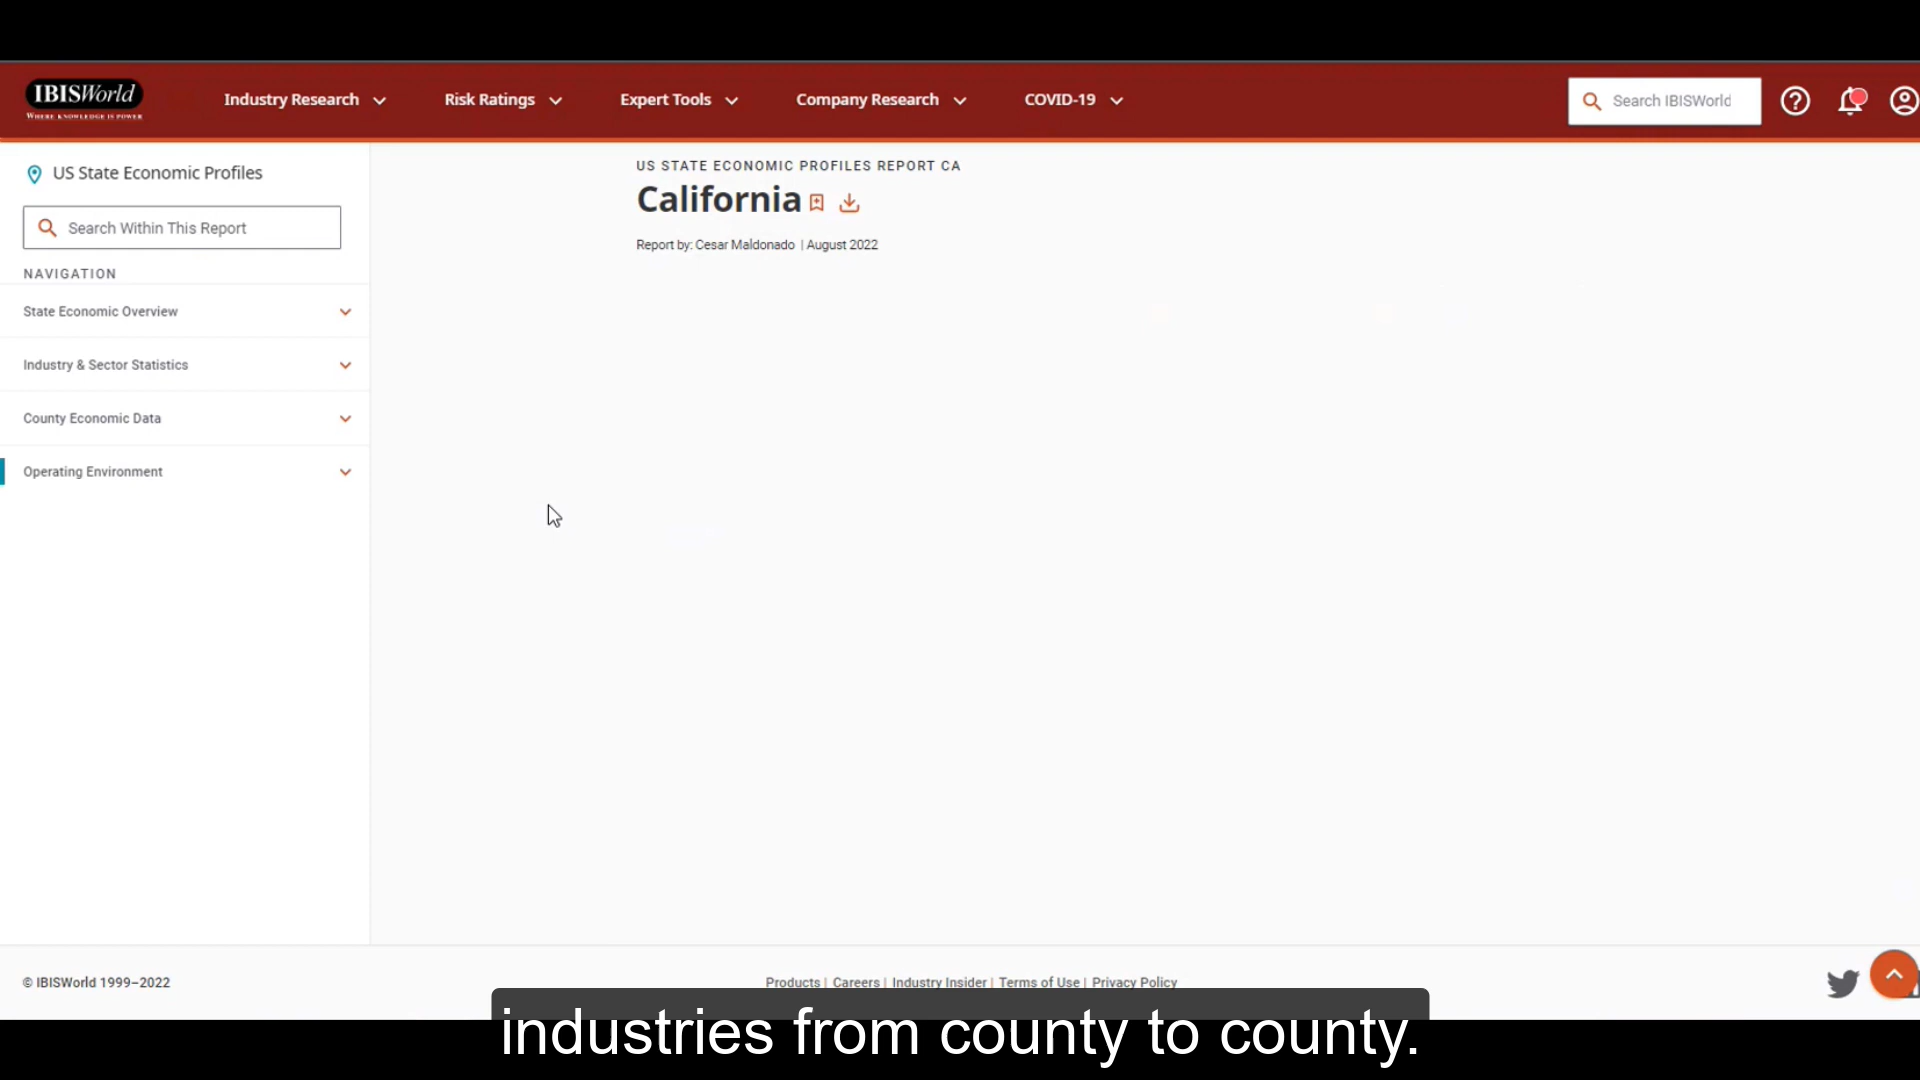 IBISWorld
WHERE KNOWLEDGE IS POWER
Industry Research
Risk Ratings
Expert Tools
Company Research
COVID-19
Search IBISWorld
US State Economic Profiles
Search Within This Report
NAVIGATION
State Economic Overview
Industry & Sector Statistics
County Economic Data
Operating Environment
US STATE ECONOMIC PROFILES REPORT CA
California
Report by: Cesar Maldonado | August 2022
© IBISWorld 1999–2022
Products | Careers | Industry Insider | Terms of Use | Privacy Policy
industries from county to county.